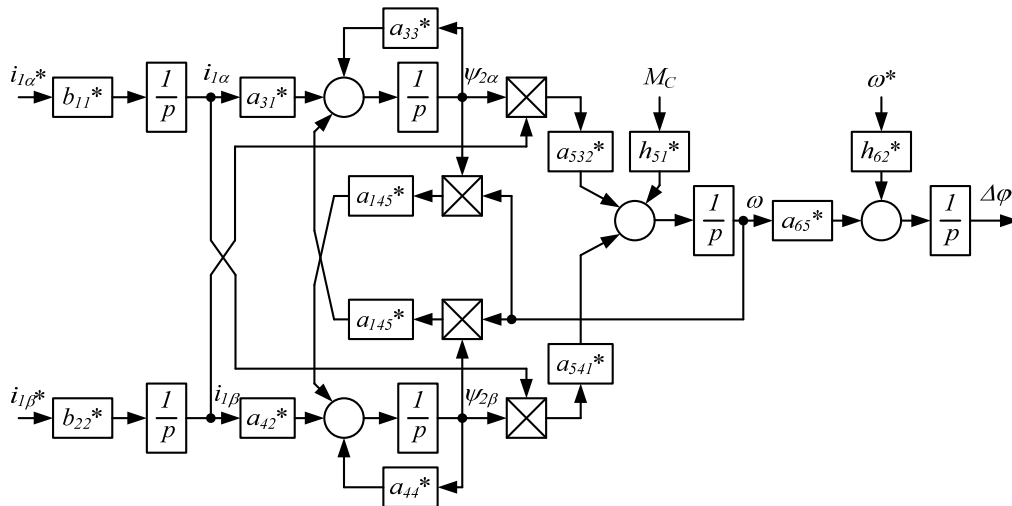 a33*
i1α*
b11*
1
p
i1α
a31*
1
p
ψ2α
MC
ω*
a532*
h51*
h62*
a145*
1
p
ω
a65*
1
p
Δφ
a145*
a541*
i1β*
b22*
1
p
i1β
a42*
1
p
ψ2β
a44*